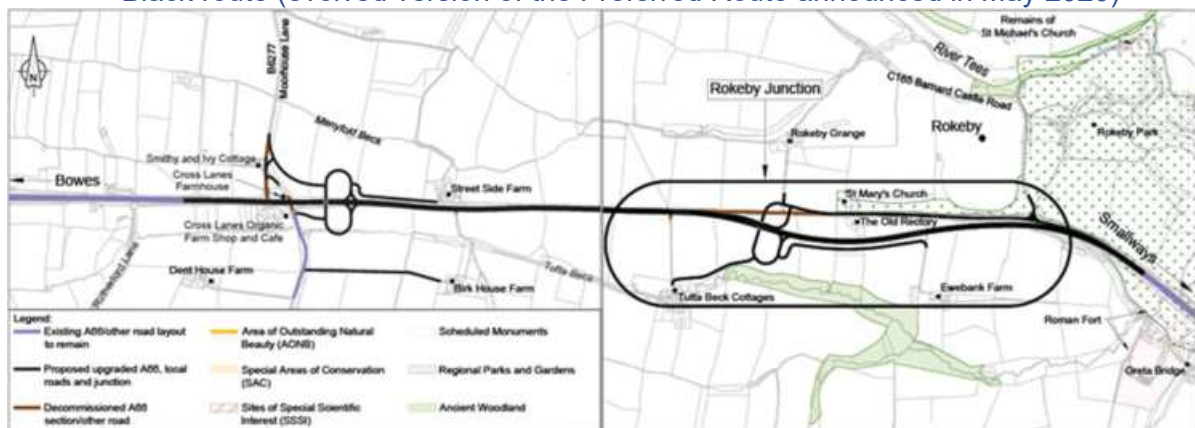 Black route (evolved version of the Preferred Route announced in May 2020)
N
B6277
Moorhouse Lane
Manyfold Beck
Smithy and Ivy Cottage
Cross Lanes
Farmhouse
Bowes
Street Side Farm
Cross Lanes Organic
Farm Shop and Cafe
Rutherford Lane
Dent House Farm
Birk House Farm
Tutta Beck
Remains of
St Michael's Church
River Tees
C165 Barnard Castle Road
Rokeby Junction
Rokeby Grange
Rokeby
Rokeby Park
St Mary's Church
The Old Rectory
Smallways
Tutta Beck Cottages
Ewebank Farm
Roman Fort
Greta Bridge
Legend:
Existing A66/other road layout
to remain
Proposed upgraded A66, local
roads and junction
Decommissioned A66
section/other road
Area of Outstanding Natural
Beauty (AONB)
Special Areas of Conservation
(SAC)
Sites of Special Scientific
Interest (SSSI)
Scheduled Monuments
Regional Parks and Gardens
Ancient Woodland